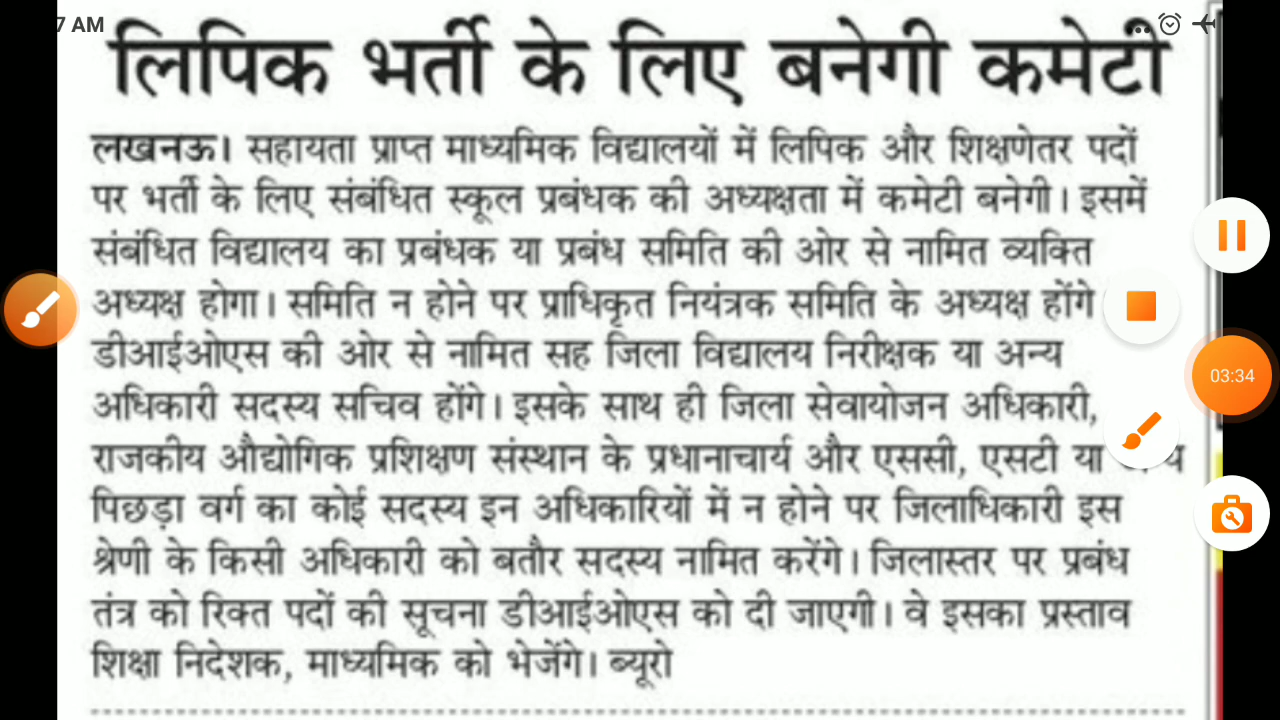 7 AM
लिपिक भर्ती के लिए बनेगी कमेटी
लखनऊ। सहायता प्राप्त माध्यमिक विद्यालयों में लिपिक और शिक्षणेतर पदों
पर भर्ती के लिए संबंधित स्कूल प्रबंधक की अध्यक्षता में कमेटी बनेगी। इसमें
संबंधित विद्यालय का प्रबंधक या प्रबंध समिति की ओर से नामित व्यक्ति
अध्यक्ष होगा। समिति न होने पर प्राधिकृत नियंत्रक समिति के अध्यक्ष होंगे
डीआईओएस की ओर से नामित सह जिला विद्यालय निरीक्षक या अन्य
अधिकारी सदस्य सचिव होंगे। इसके साथ ही जिला सेवायोजन अधिकारी,
03:34
राजकीय औद्योगिक प्रशिक्षण संस्थान के प्रधानाचार्य और एससी, एसटी या
पिछड़ा वर्ग का कोई सदस्य इन अधिकारियों में न होने पर जिलाधिकारी इस
श्रेणी के किसी अधिकारी को बतौर सदस्य नामित करेंगे। जिलास्तर पर प्रबंध
तंत्र को रिक्त पदों की सूचना डीआईओएस को दी जाएगी। वे इसका प्रस्ताव
शिक्षा निदेशक, माध्यमिक को भेजेंगे। ब्यूरो